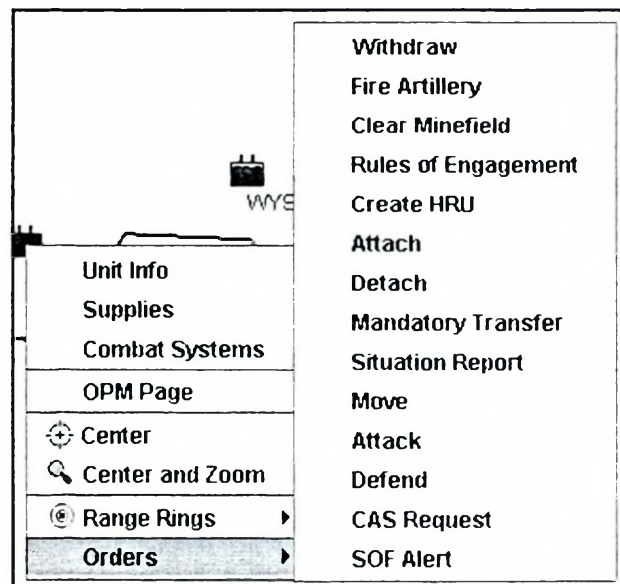 WYS
Unit Info
Supplies
Combat Systems
OPM Page
Center
Center and Zoom
Range Rings
Orders
Withdraw
Fire Artillery
Clear Minefield
Rules of Engagement
Create HRU
Attach
Detach
Mandatory Transfer
Situation Report
Move
Attack
Defend
CAS Request
SOF Alert